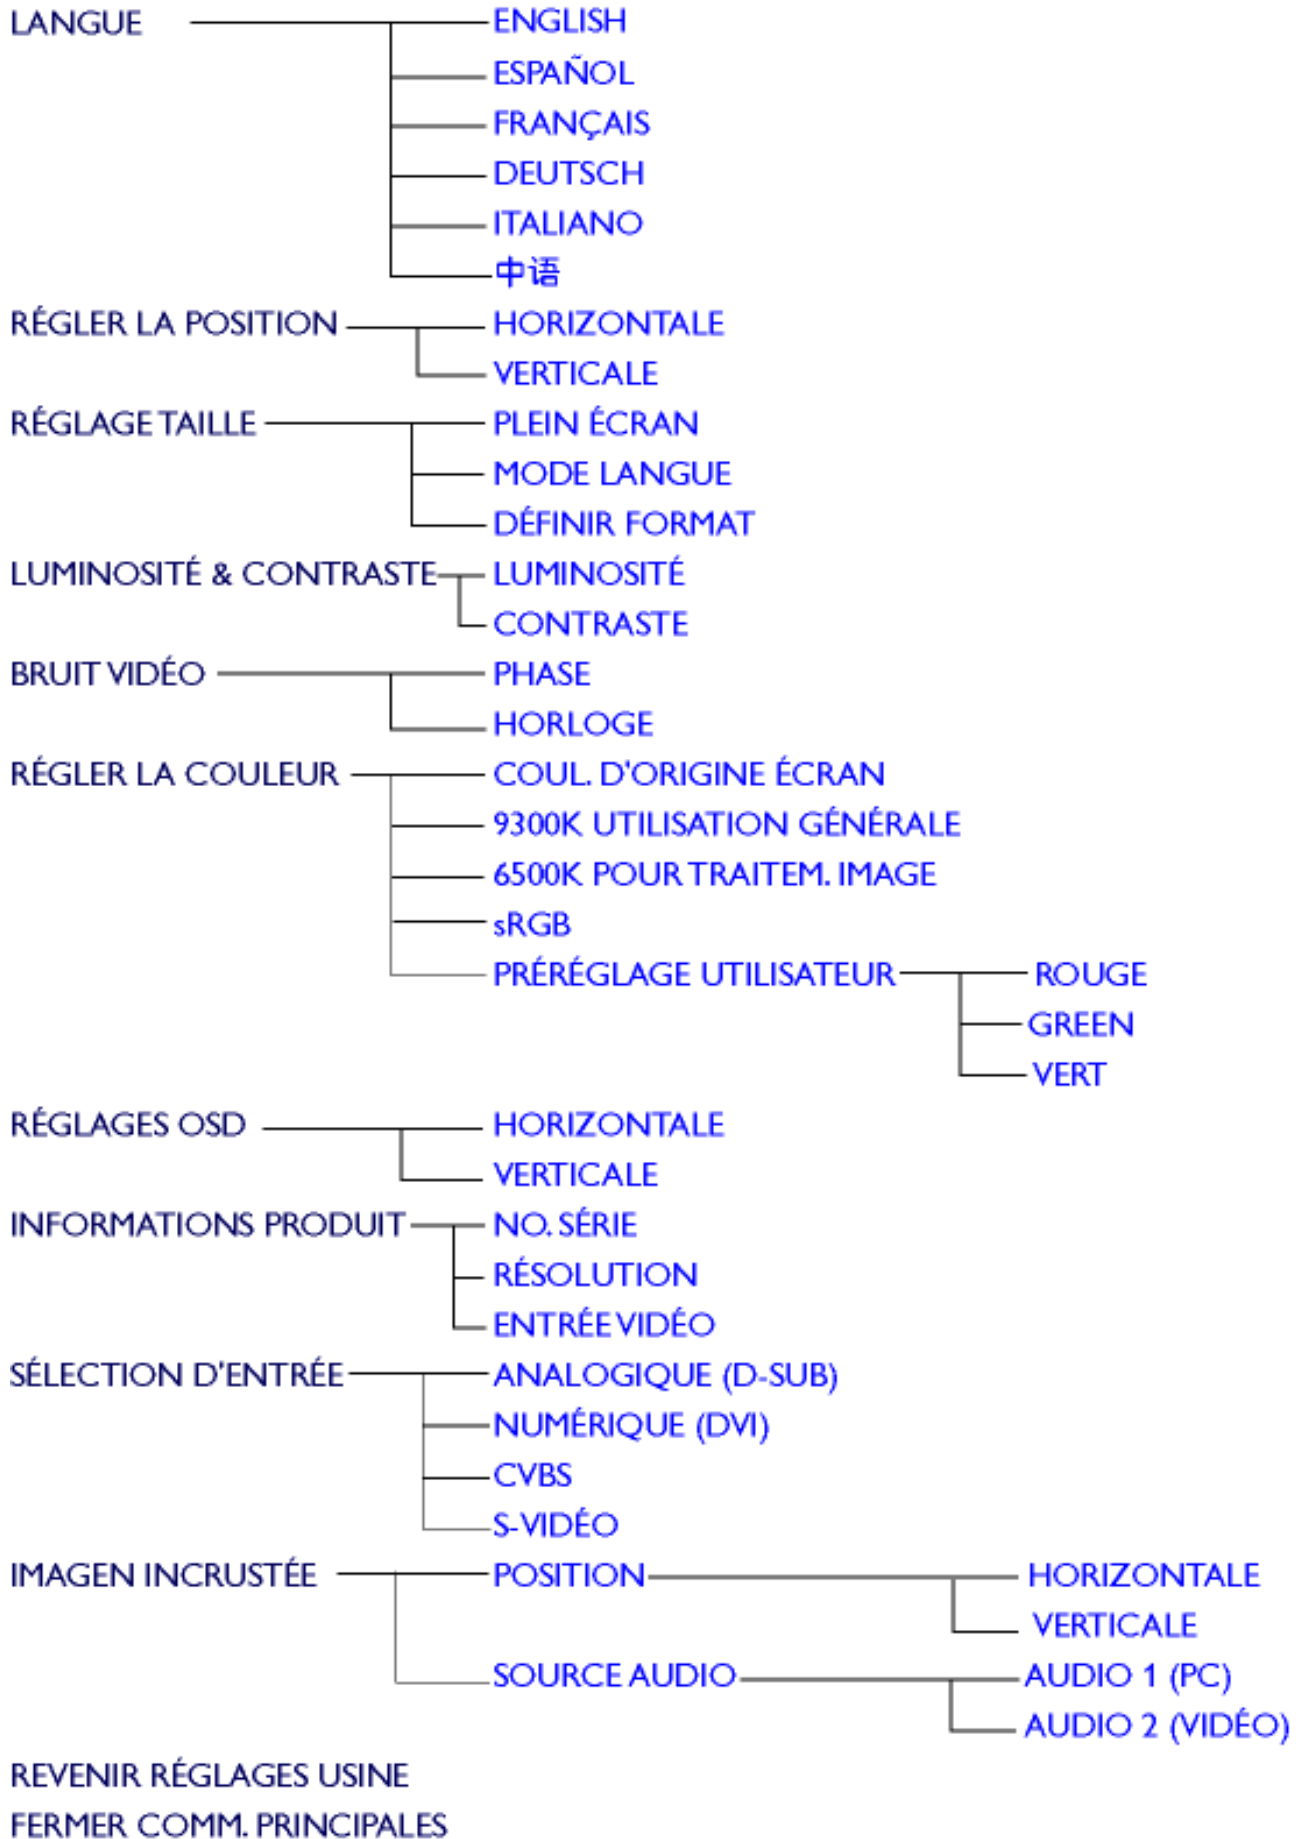 LANGUE ENGLISH
ESPAÑOL
FRANÇAIS
DEUTSCH
ITALIANO
中语
RÉGLER LA POSITION HORIZONTALE
VERTICALE
RÉGLAGE TAILLE PLEIN ÉCRAN
MODE LANGUE
DÉFINIR FORMAT
LUMINOSITÉ & CONTRASTE LUMINOSITÉ
CONTRASTE
BRUIT VIDÉO PHASE
HORLOGE
RÉGLER LA COULEUR COUL. D'ORIGINE ÉCRAN
9300K UTILISATION GÉNÉRALE
6500K POUR TRAITEM. IMAGE
sRGB
PRÉRÉGLAGE UTILISATEUR ROUGE
GREEN
VERT
RÉGLAGES OSD HORIZONTALE
VERTICALE
INFORMATIONS PRODUIT NO. SÉRIE
RÉSOLUTION
ENTRÉE VIDÉO
SÉLECTION D'ENTRÉE ANALOGIQUE (D-SUB)
NUMÉRIQUE (DVI)
CVBS
S-VIDÉO
IMAGEN INCRUSTÉE POSITION HORIZONTALE
VERTICALE
SOURCE AUDIO AUDIO 1 (PC)
AUDIO 2 (VIDÉO)
REVENIR RÉGLAGES USINE
FERMER COMM. PRINCIPALES